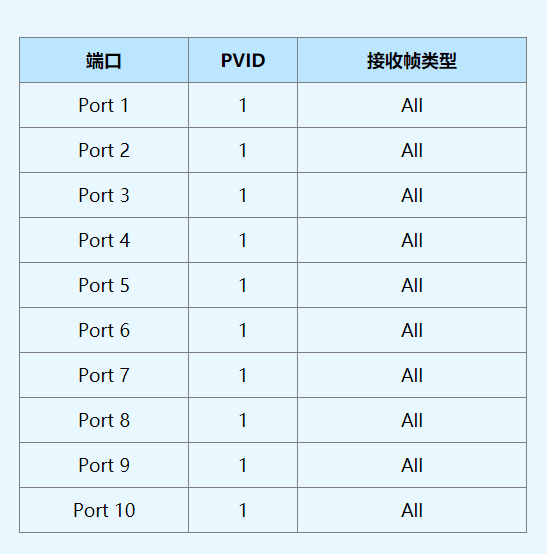 端口 PVID 接收帧类型
Port 1 1 All
Port 2 1 All
Port 3 1 All
Port 4 1 All
Port 5 1 All
Port 6 1 All
Port 7 1 All
Port 8 1 All
Port 9 1 All
Port 10 1 All